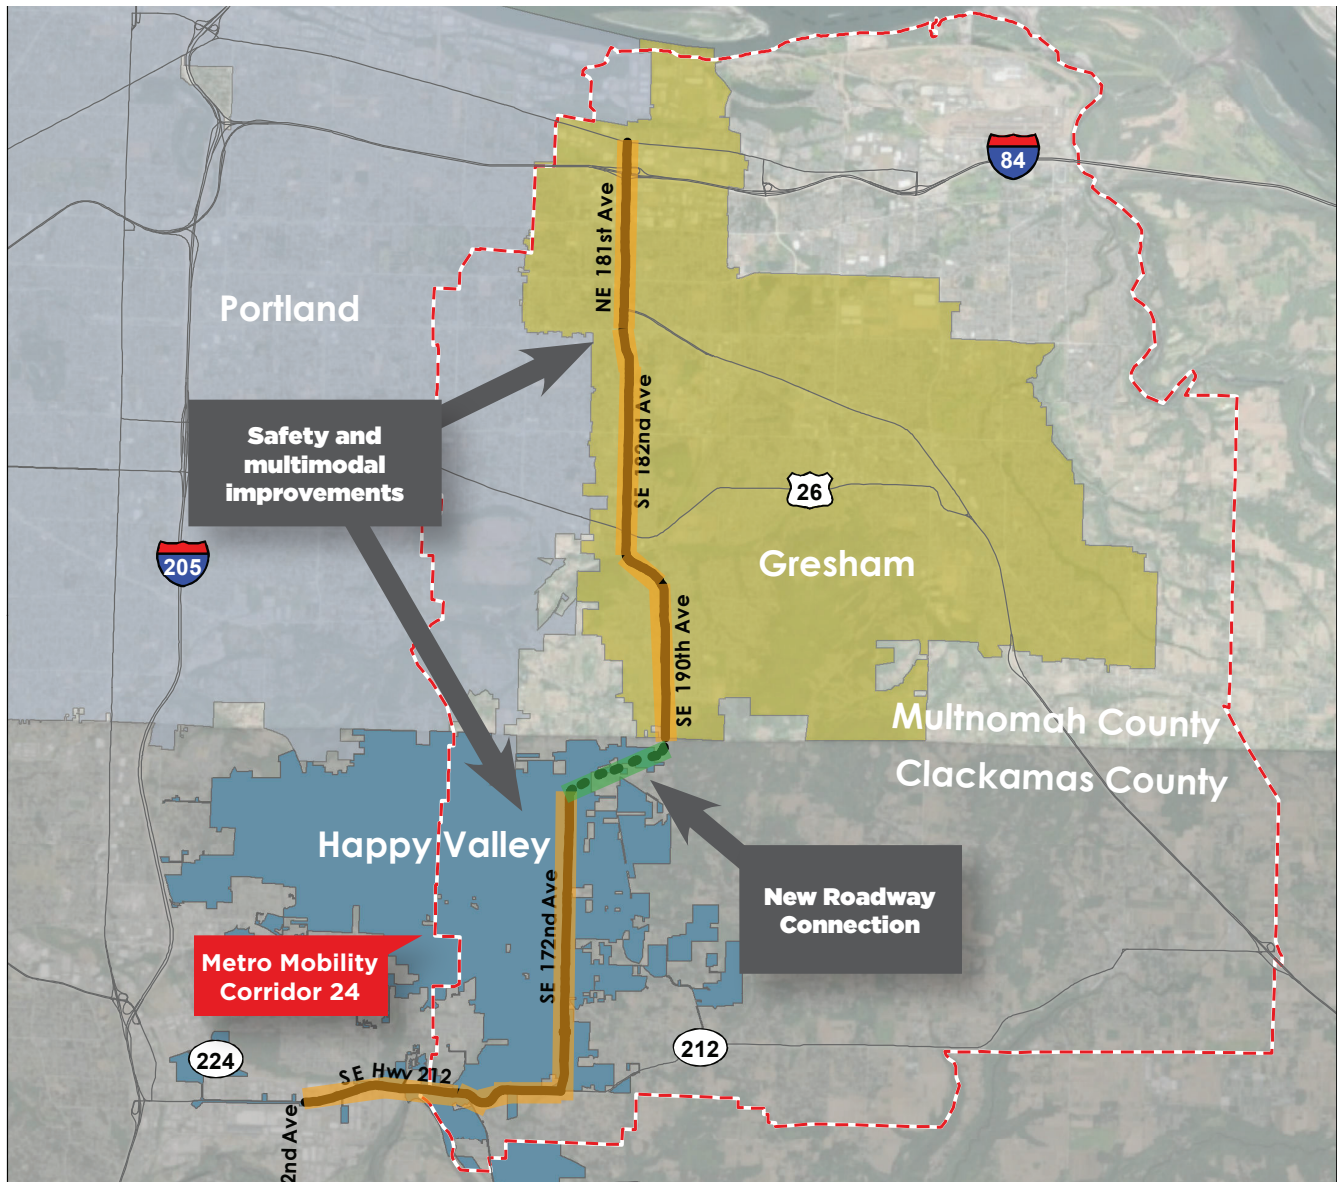 84
NE 181st Ave
Portland
SE 182nd Ave
Safety and
multimodal
improvements
26
205
Gresham
SE 190th Ave
Multnomah County
Clackamas County
Happy Valley
SE 172nd Ave
New Roadway
Connection
Metro Mobility
Corridor 24
224
212
SE Hwy 212
2nd Ave